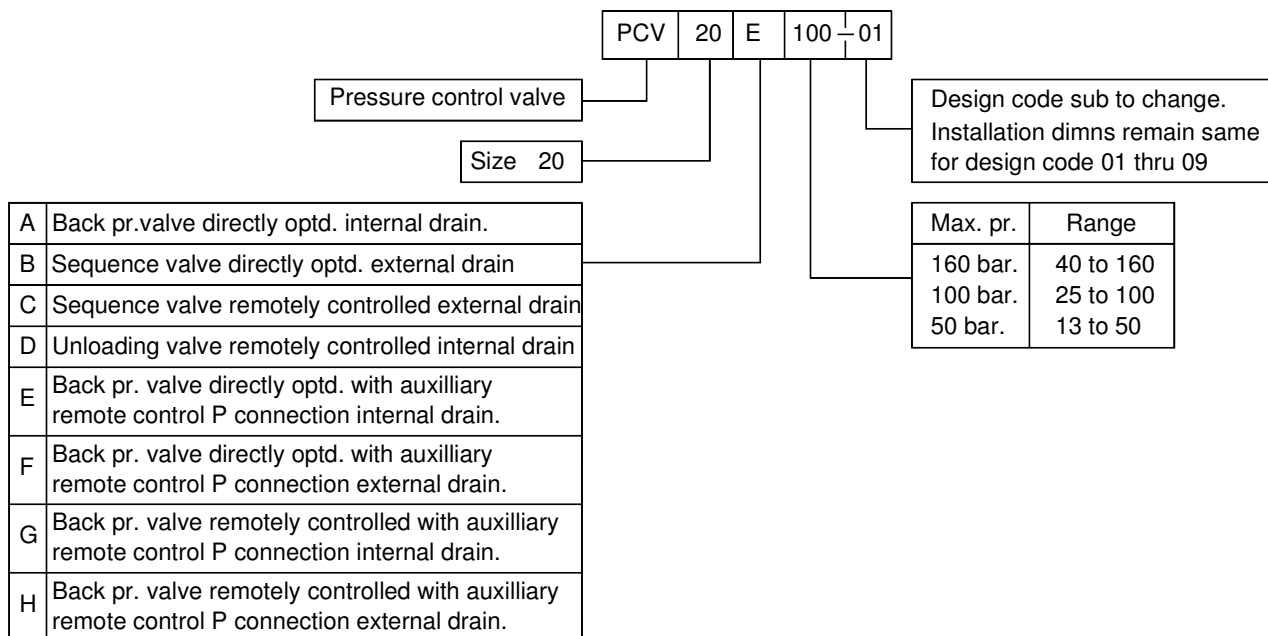 PCV 20 E 100 – 01
Pressure control valve
Size 20
Design code sub to change.
Installation dimns remain same
for design code 01 thru 09
A Back pr.valve directly optd. internal drain.
B Sequence valve directly optd. external drain
C Sequence valve remotely controlled external drain
D Unloading valve remotely controlled internal drain
E Back pr. valve directly optd. with auxilliary
remote control P connection internal drain.
F Back pr. valve directly optd. with auxilliary
remote control P connection external drain.
G Back pr. valve remotely controlled with auxilliary
remote control P connection internal drain.
H Back pr. valve remotely controlled with auxilliary
remote control P connection external drain.
Max. pr. Range
160 bar. 40 to 160
100 bar. 25 to 100
50 bar. 13 to 50